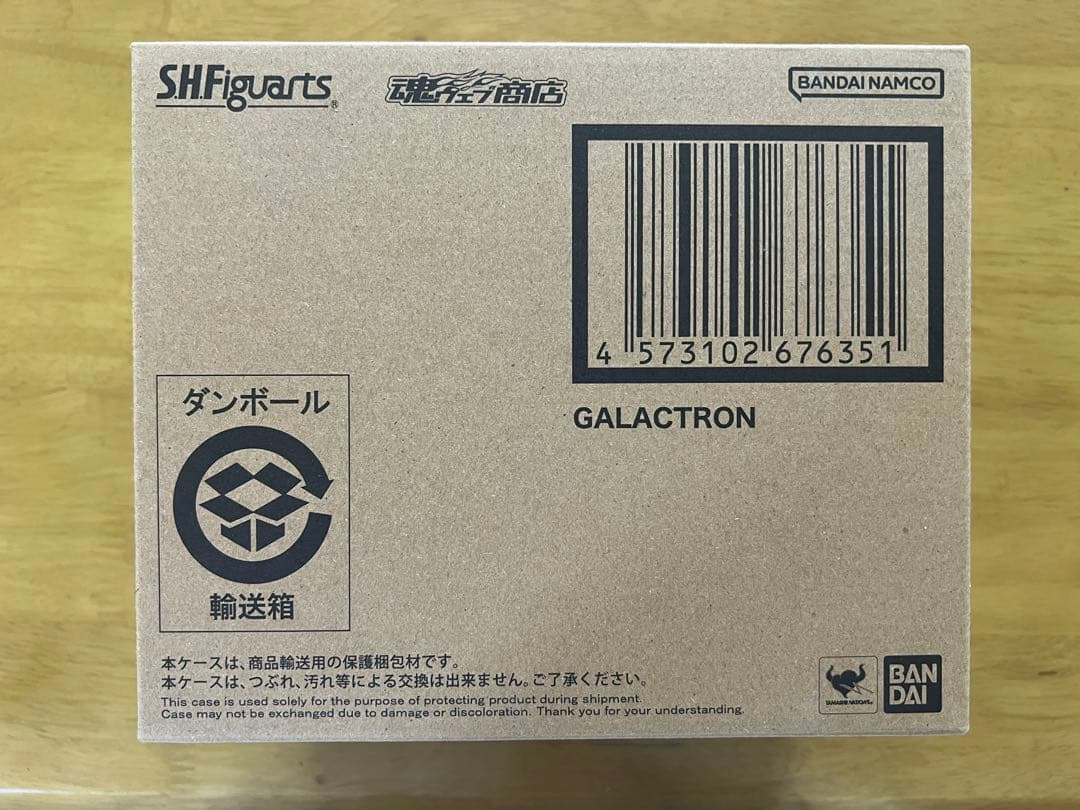 S.H.Figuarts®
魂ウェブ商店
BANDAI NAMCO
4 573102 676351
GALACTRON
ダンボール
輸送箱
本ケースは、商品輸送用の保護梱包材です。
本ケースは、つぶれ、汚れ等による交換は出来ません。ご了承ください。
This case is used solely for the purpose of protecting product during shipment.
Case may not be exchanged due to damage or discoloration. Thank you for your understanding.
TAMASHII NATIONS
BAN
DAI